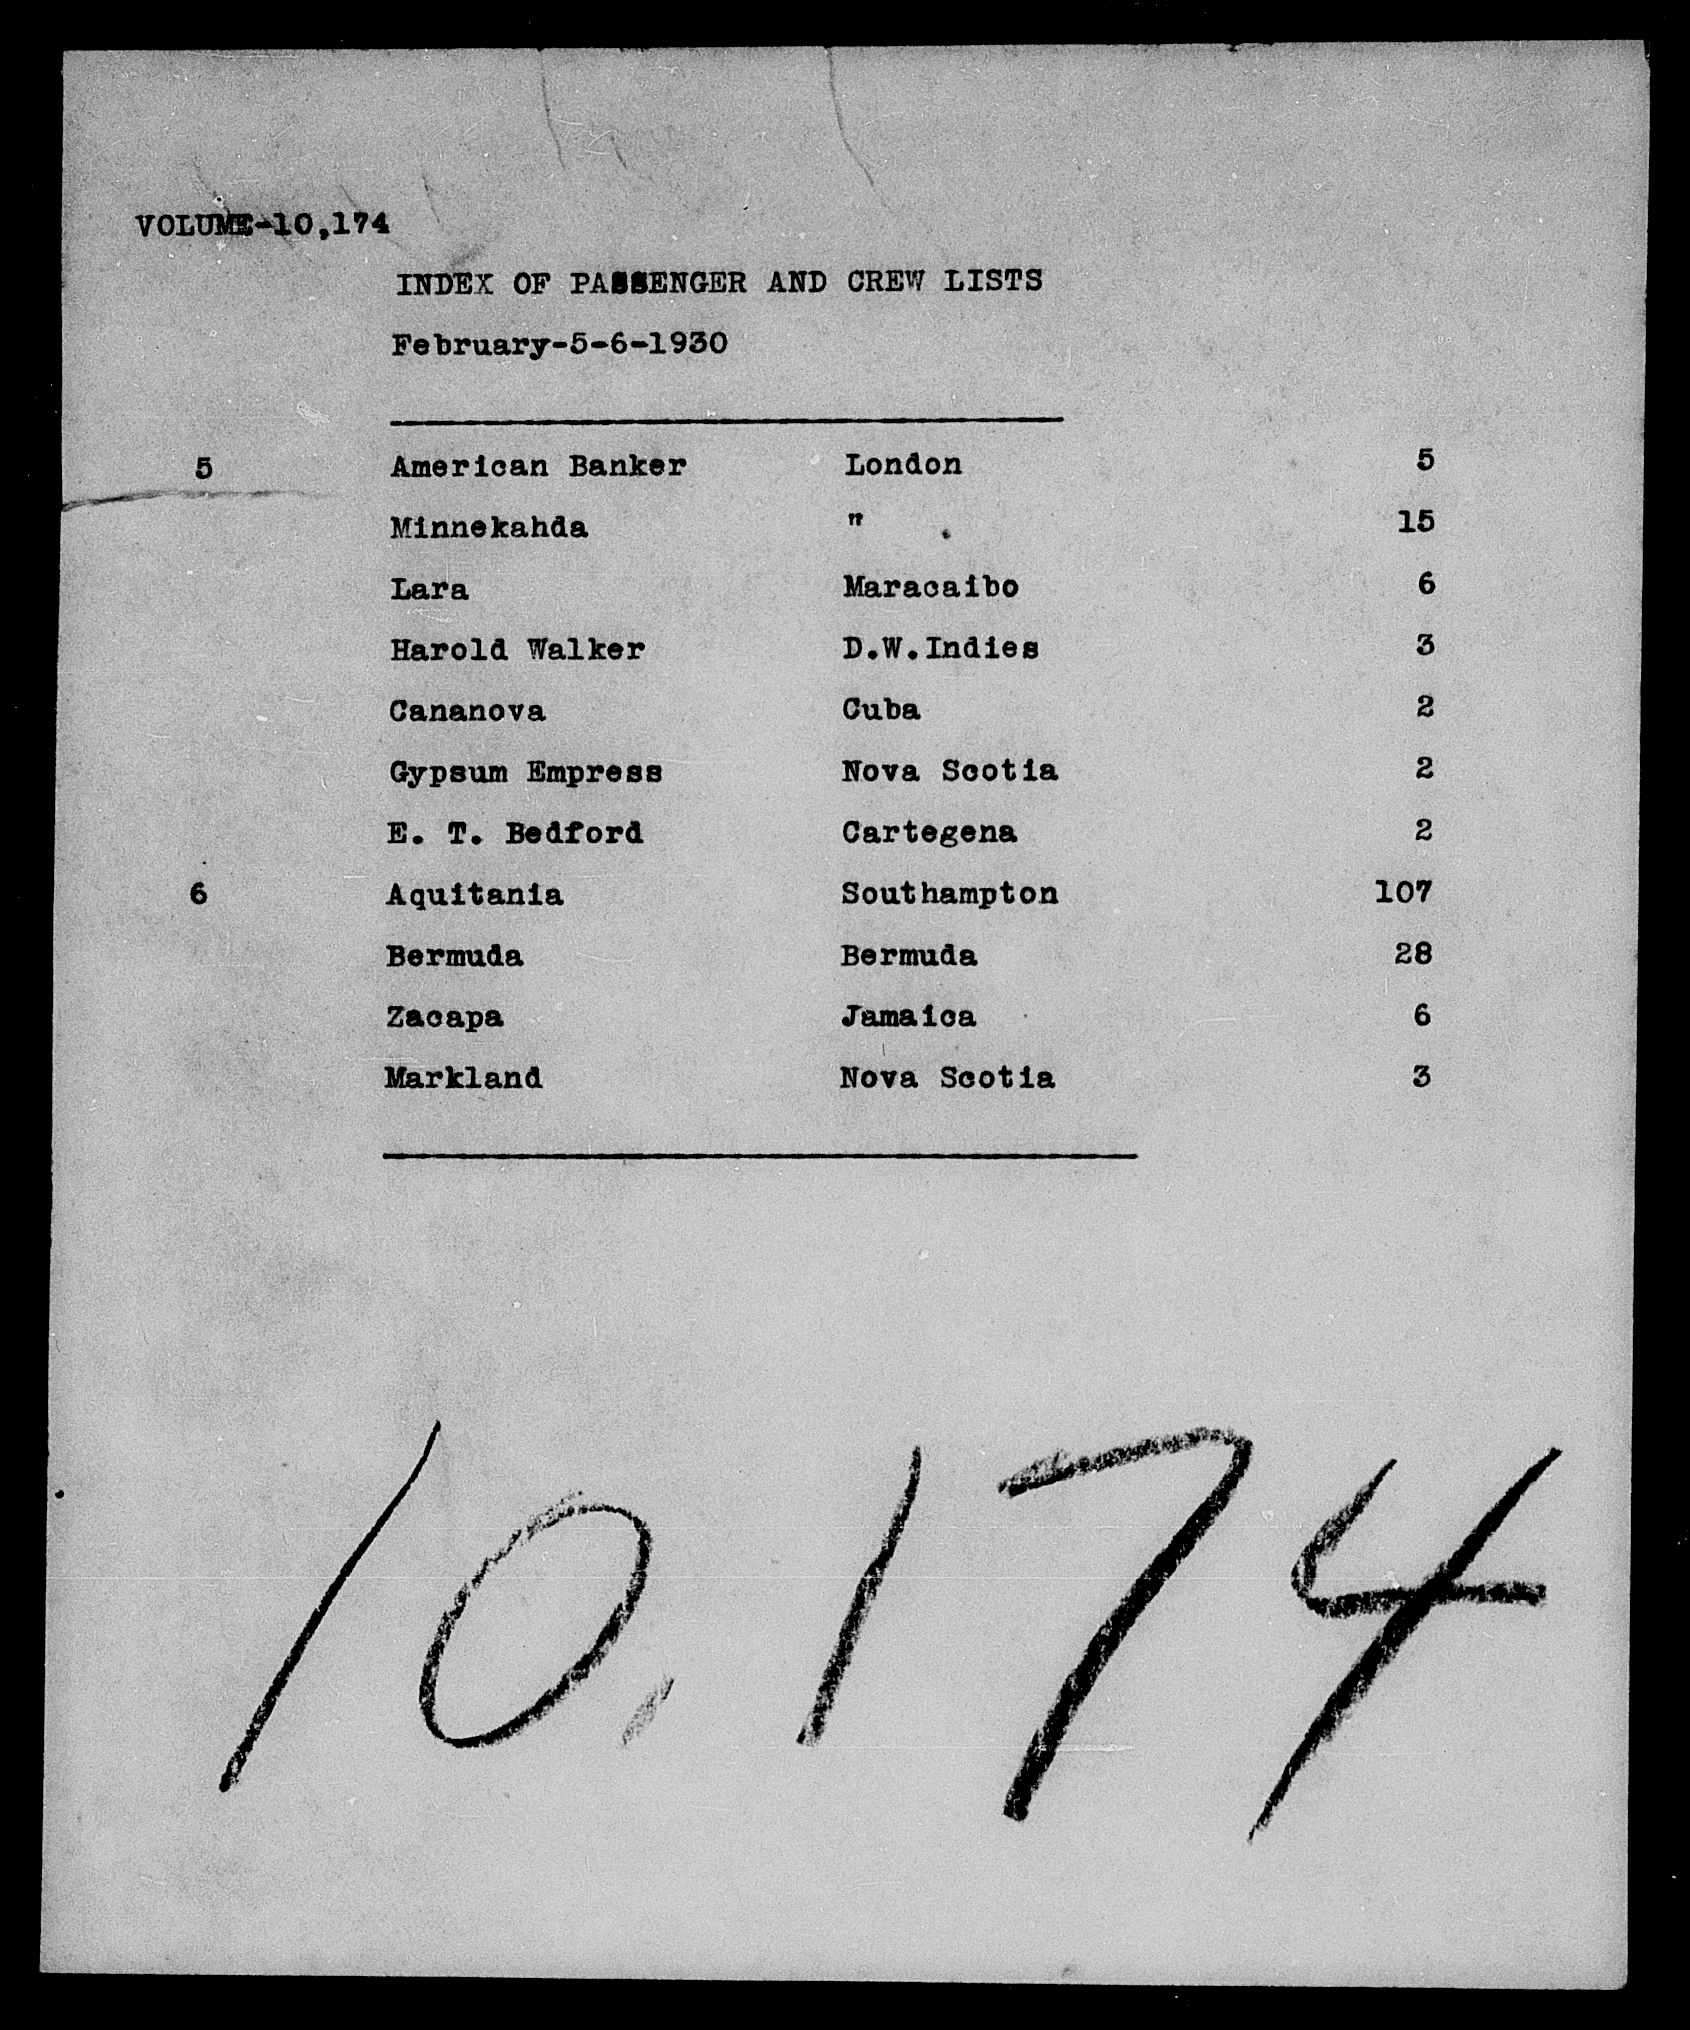 VOLUME-10,174
INDEX OF PASSENGER AND CREW LISTS
February-5-6-1930
5 American Banker London 5
Minnekahda " 15
Lara Maracaibo 6
Harold Walker D.W.Indies 3
Cananova Cuba 2
Gypsum Empress Nova Scotia 2
E. T. Bedford Cartegena 2
6 Aquitania Southampton 107
Bermuda Bermuda 28
Zacapa Jamaica 6
Markland Nova Scotia 3
10,174